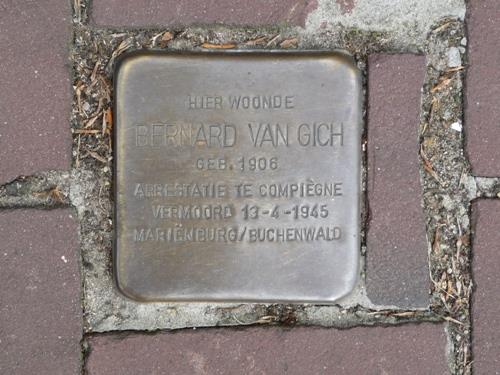 HIER WOONDE
BERNARD VAN GICH
GEB. 1906
ARRESTATIE TE COMPIÈGNE
VERMOORD 13-4-1945
MARIËNBURG/BUCHENWALD